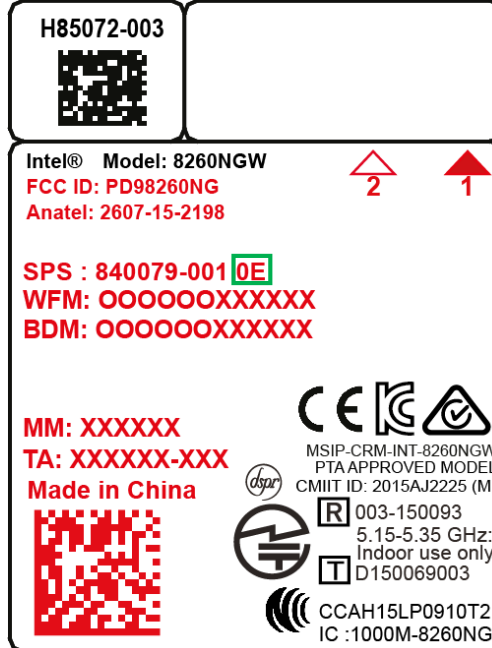 H85072-003
Intel® Model: 8260NGW
FCC ID: PD98260NG
Anatel: 2607-15-2198
2
1
SPS : 840079-001 0E
WFM: OOOOOOXXXXXX
BDM: OOOOOOXXXXXX
MM: XXXXXX
TA: XXXXXX-XXX
Made in China
CE
MSIP-CRM-INT-8260NGW
PTA APPROVED MODEL
dspr
CMIIT ID: 2015AJ2225 (M
R 003-150093
5.15-5.35 GHz:
Indoor use only
T D150069003
CCAH15LP0910T2
IC :1000M-8260NG